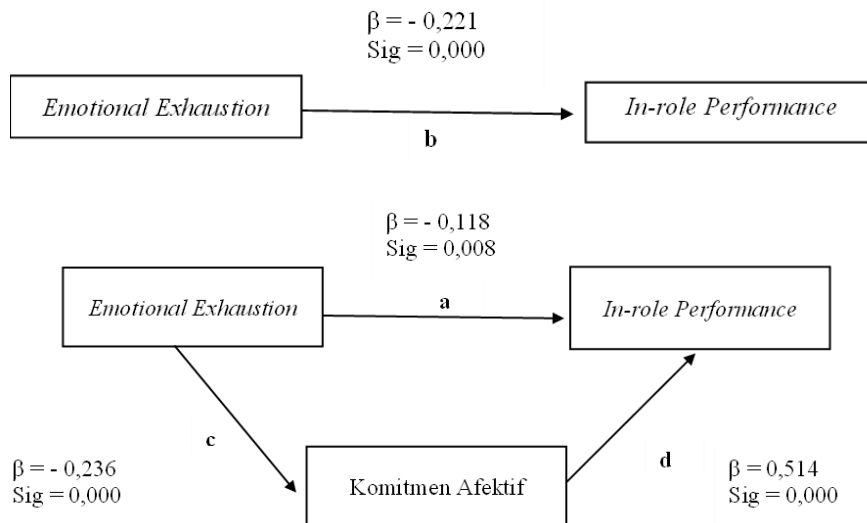 β = - 0,221
Sig = 0,000
Emotional Exhaustion
In-role Performance
b
β = - 0,118
Sig = 0,008
Emotional Exhaustion
a
In-role Performance
c
d
β = - 0,236
Sig = 0,000
Komitmen Afektif
β = 0,514
Sig = 0,000